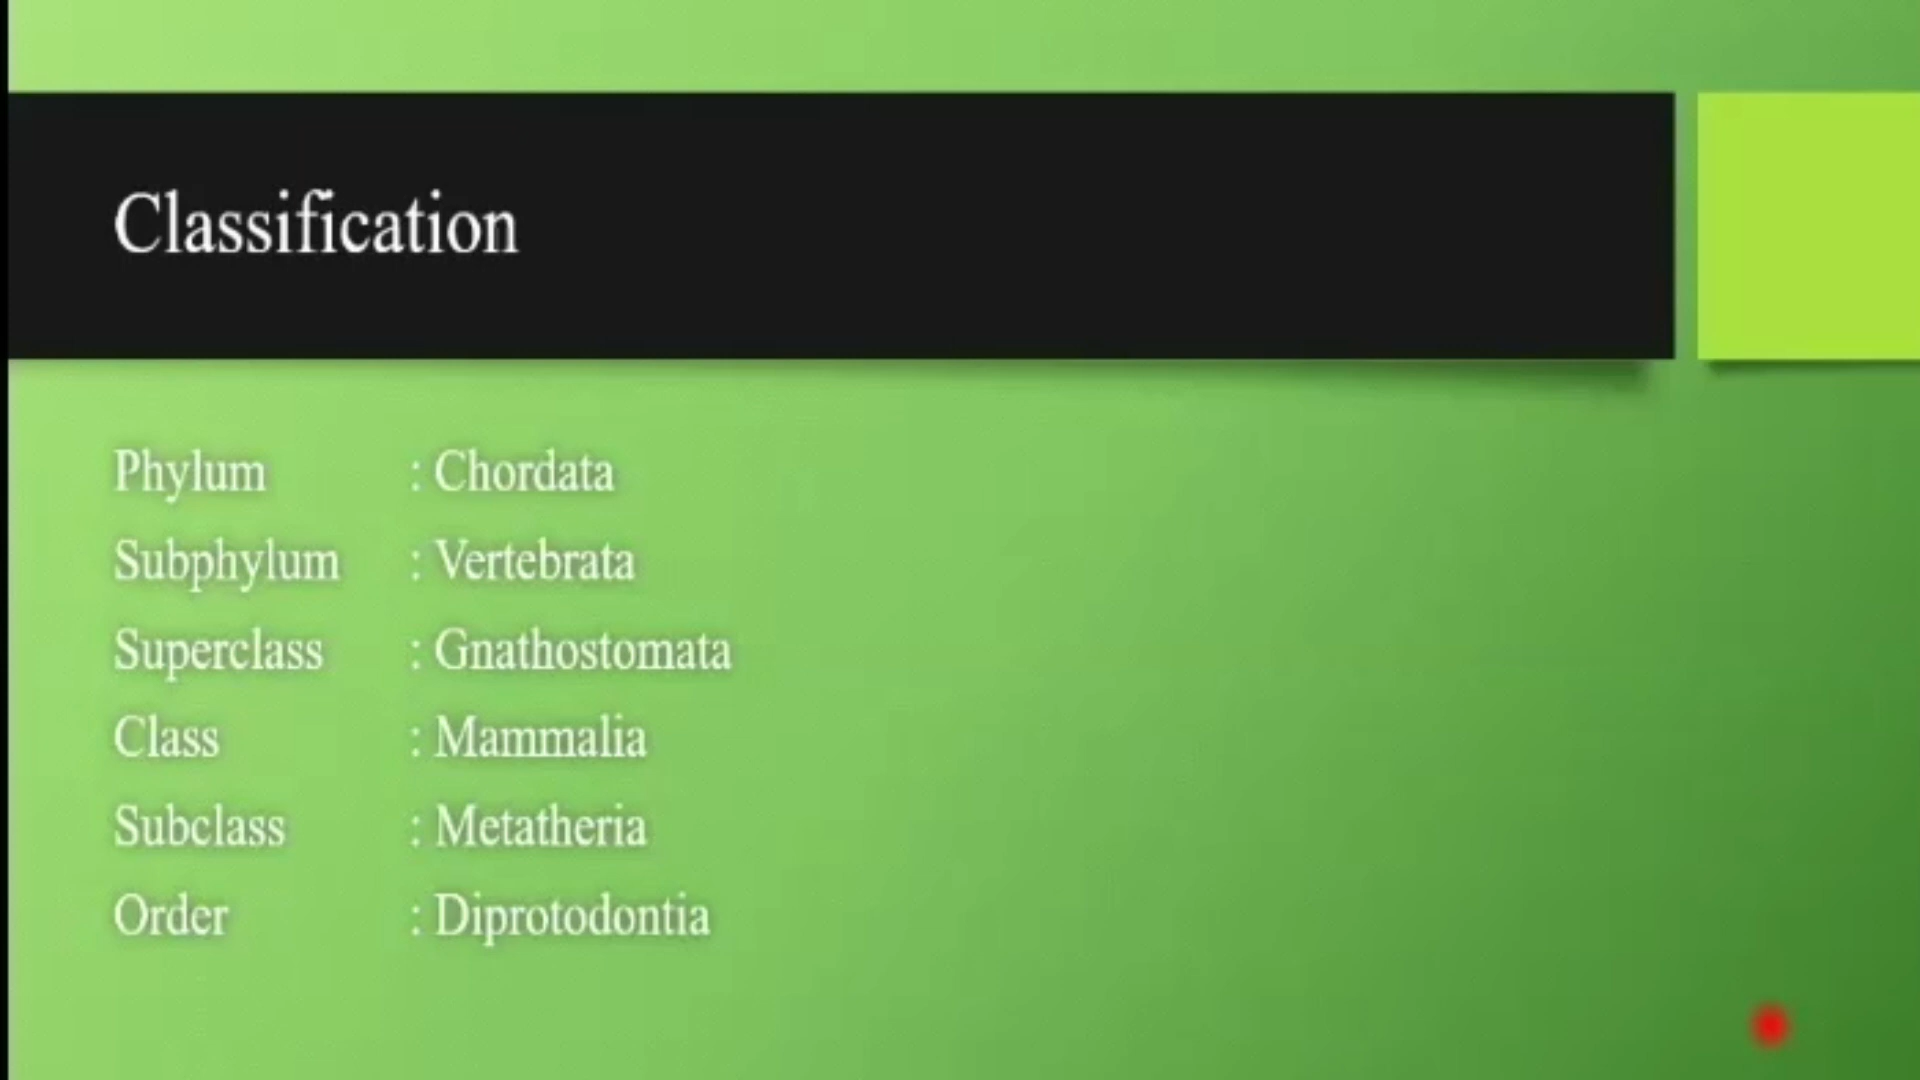 Classification
Phylum : Chordata
Subphylum : Vertebrata
Superclass : Gnathostomata
Class : Mammalia
Subclass : Metatheria
Order : Diprotodontia